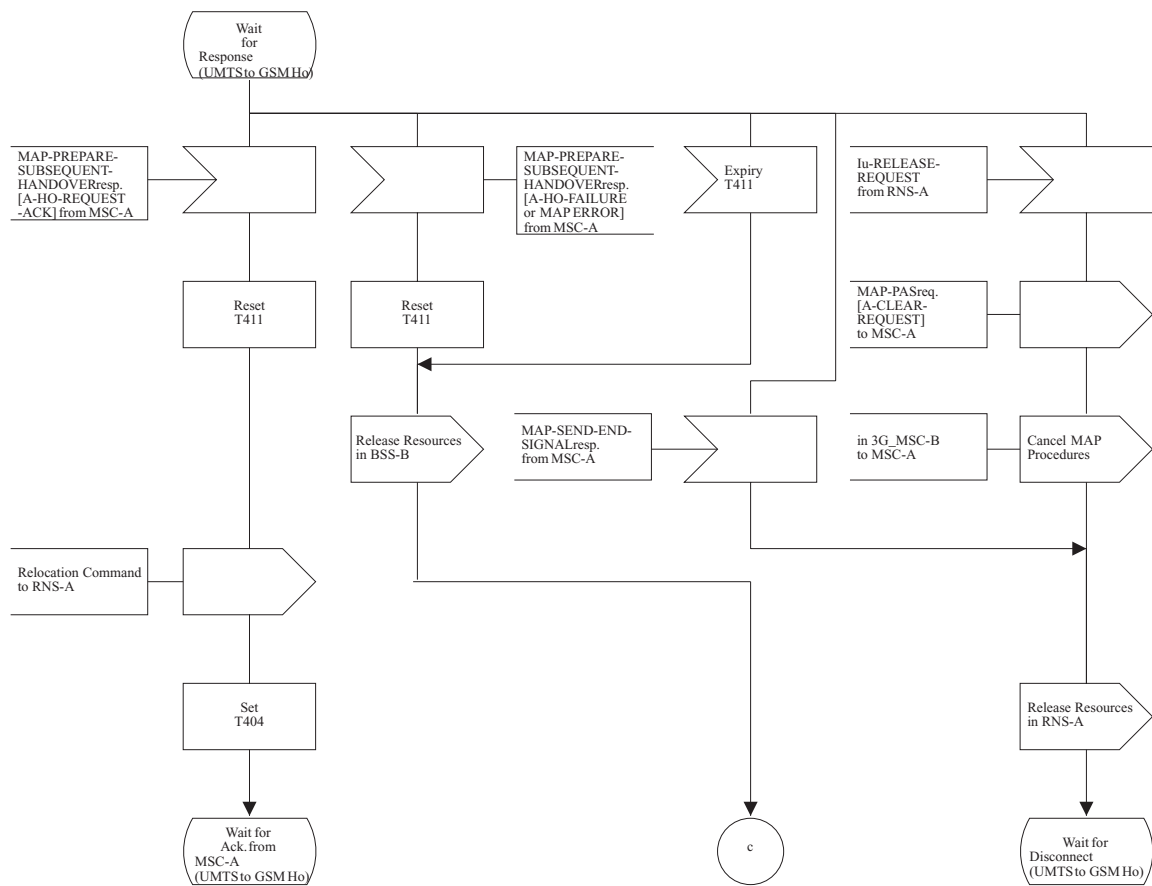 Wait
for
Response
(UMTS to GSM Ho)
MAP-PREPARE-
SUBSEQUENT-
HANDOVERresp.
[A-HO-REQUEST
-ACK] from MSC-A
MAP-PREPARE-
SUBSEQUENT-
HANDOVERresp.
[A-HO-FAILURE
or MAP ERROR]
from MSC-A
Expiry
T411
Iu-RELEASE-
REQUEST
from RNS-A
Reset
T411
Reset
T411
MAP-PASreq.
[A-CLEAR-
REQUEST]
to MSC-A
Release Resources
in BSS-B
MAP-SEND-END-
SIGNALresp.
from MSC-A
in 3G_MSC-B
to MSC-A
Cancel MAP
Procedures
Relocation Command
to RNS-A
Set
T404
Release Resources
in RNS-A
Wait for
Ack. from
MSC-A
(UMTS to GSM Ho)
c
Wait for
Disconnect
(UMTS to GSM Ho)